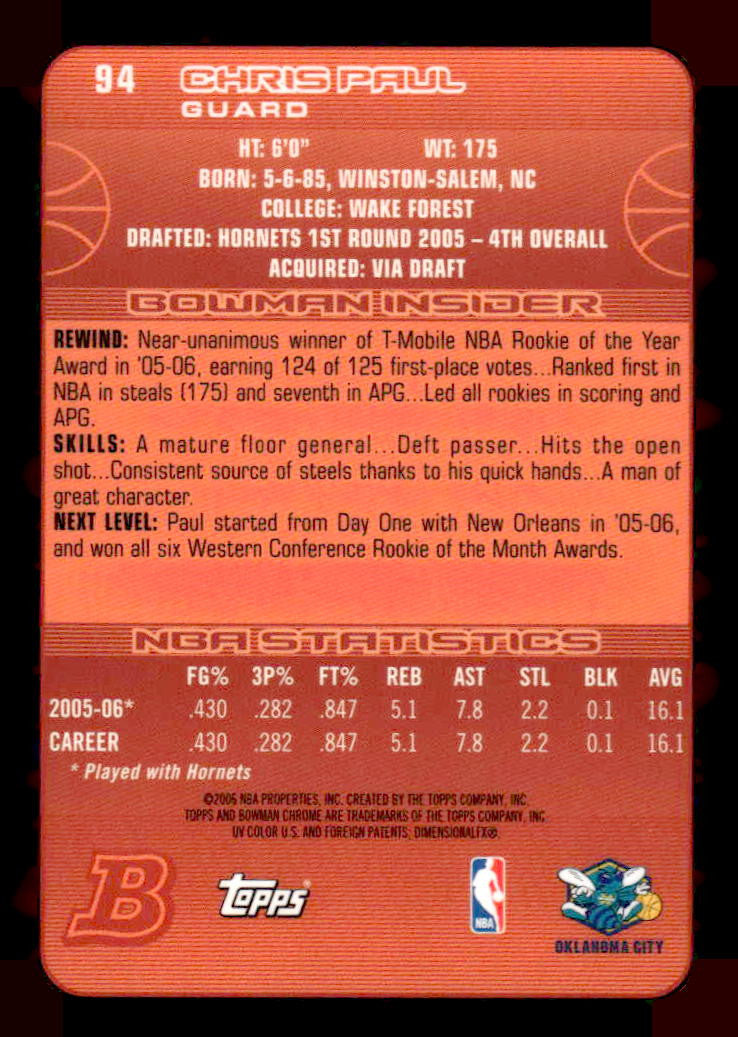 94 CHRIS PAUL
GUARD
HT: 6'0" WT: 175
BORN: 5-6-85, WINSTON-SALEM, NC
COLLEGE: WAKE FOREST
DRAFTED: HORNETS 1ST ROUND 2005 – 4TH OVERALL
ACQUIRED: VIA DRAFT
BOWMAN INSIDER
REWIND: Near-unanimous winner of T-Mobile NBA Rookie of the Year
Award in '05-06, earning 124 of 125 first-place votes...Ranked first in
NBA in steals (175) and seventh in APG...Led all rookies in scoring and
APG.
SKILLS: A mature floor general...Deft passer...Hits the open
shot...Consistent source of steels thanks to his quick hands...A man of
great character.
NEXT LEVEL: Paul started from Day One with New Orleans in '05-06,
and won all six Western Conference Rookie of the Month Awards.
NBA STATISTICS
FG% 3P% FT% REB AST STL BLK AVG
2005-06* .430 .282 .847 5.1 7.8 2.2 0.1 16.1
CAREER .430 .282 .847 5.1 7.8 2.2 0.1 16.1
* Played with Hornets
©2006 NBA PROPERTIES, INC. CREATED BY THE TOPPS COMPANY, INC.
TOPPS AND BOWMAN CHROME ARE TRADEMARKS OF THE TOPPS COMPANY, INC.
UV COLOR U.S. AND FOREIGN PATENTS; DIMENSIONALFX®.
B topps NBA
OKLAHOMA CITY